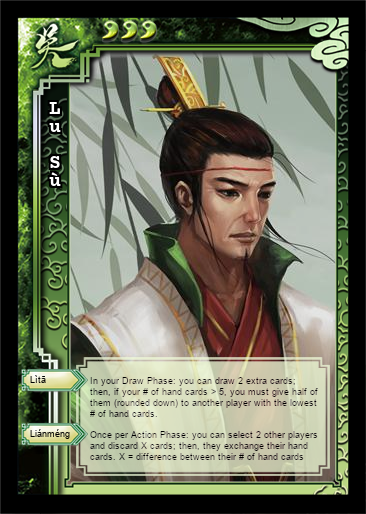 吴
Lu Sù
Lìtā
In your Draw Phase: you can draw 2 extra cards;
then, if your # of hand cards > 5, you must give half of
them (rounded down) to another player with the lowest
# of hand cards.
Liánméng
Once per Action Phase: you can select 2 other players
and discard X cards; then, they exchange their hand
cards. X = difference between their # of hand cards